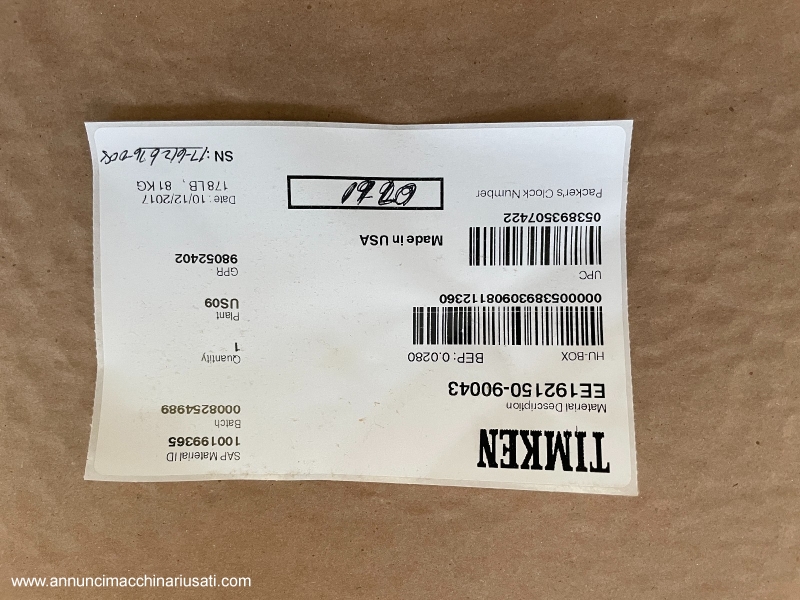 TIMKEN
Material Description
EE192150-90043
HU-BOX BEP: 0.0280
00000538930908112360
UPC
053893507422
Packer's Clock Number
Made in USA
SAP Material ID
100199365
Batch
0008254989
Quantity
1
Plant
US09
GPR
98052402
Date: 10/12/2017
178 LB , 81 KG
SN:
www.annuncimacchinariusati.com